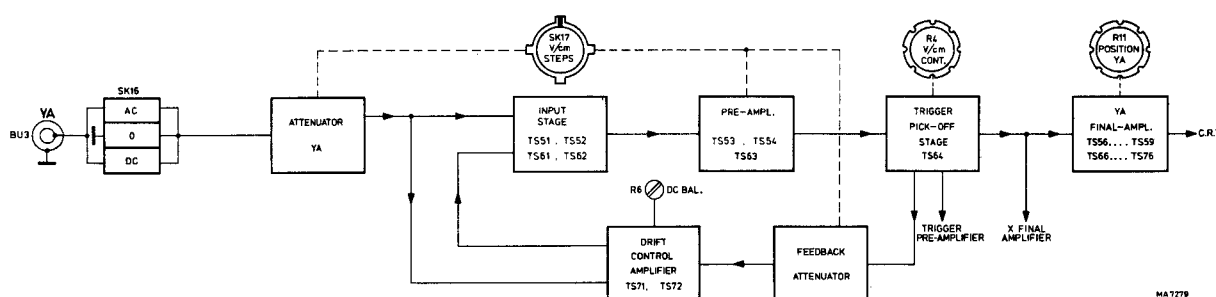 SK17
V/cm
STEPS
R4
V/cm
CONT.
R11
POSITION
YA
SK16
YA
BU3
AC
0
DC
ATTENUATOR
YA
INPUT
STAGE
TS51 , TS52
TS61 , TS62
PRE-AMPL.
TS53 , TS54
TS63
TRIGGER
PICK-OFF
STAGE
TS64
YA
FINAL-AMPL.
TS56....TS59
TS66....TS76
C.R.T
R6 DC BAL.
DRIFT
CONTROL
AMPLIFIER
TS71, TS72
FEEDBACK
ATTENUATOR
TRIGGER
PRE-AMPLIFIER
X FINAL
AMPLIFIER
MA7279